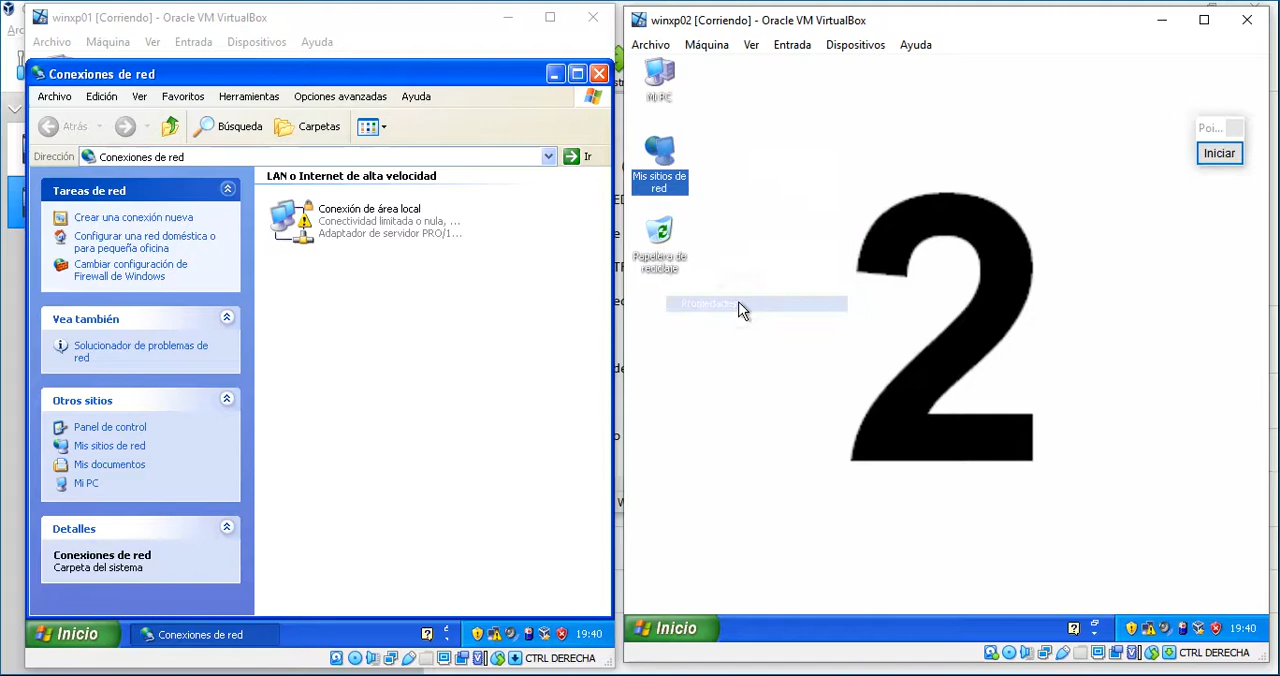 winxp01 [Corriendo] - Oracle VM VirtualBox
Máquina Ver Entrada Dispositivos Ayuda
Conexiones de red
Archivo Edición Ver Favoritos Herramientas Opciones avanzadas Ayuda
Atrás Búsqueda Carpetas
Dirección Conexiones de red Ir
Tareas de red
Crear una conexión nueva
Configurar una red doméstica o
para pequeña oficina
Cambiar configuración de
Firewall de Windows
Vea también
Solucionador de problemas de
red
Otros sitios
Panel de control
Mis sitios de red
Mis documentos
Mi PC
Detalles
Conexiones de red
Carpeta del sistema
LAN o Internet de alta velocidad
Conexión de área local
Conectividad limitada o nula, ...
Adaptador de servidor PRO/1...
Inicio Conexiones de red 19:40
CTRL DERECHA
winxp02 [Corriendo] - Oracle VM VirtualBox
Archivo Máquina Ver Entrada Dispositivos Ayuda
Mi PC
Mis sitios de
red
Papelera de
reciclaje
Propiedades
Poi...
Iniciar
2
Inicio 19:40
CTRL DERECHA